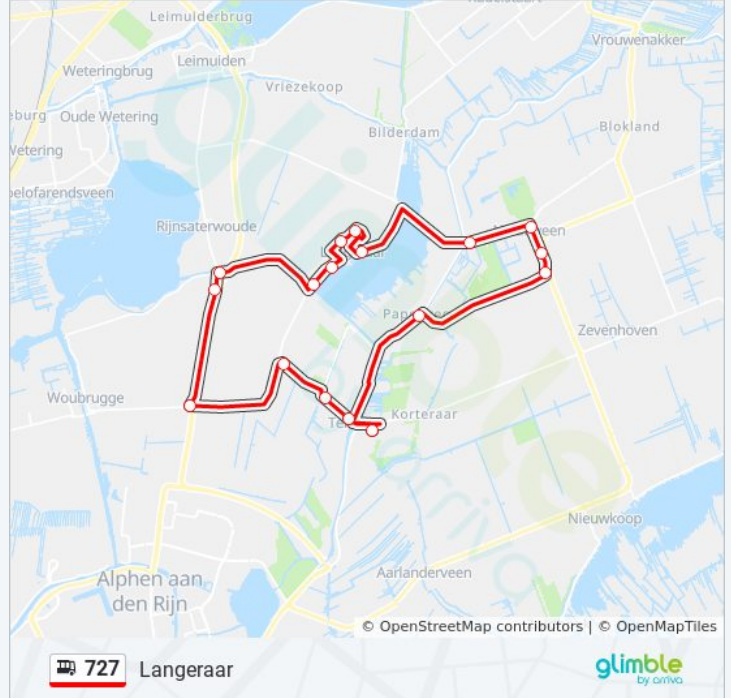 Leimuiderbrug
Vrouwenakker
Leimuiden
Weteringbrug
Vriezekoop
Oude Wetering
Blokland
Bilderdam
Rijnsaterwoude
Zevenhoven
Woubrugge
Korteraar
Nieuwkoop
Alphen aan
den Rijn
Aarlanderveen
© OpenStreetMap contributors | © OpenMapTiles
727 Langeraar
glimble
by arriva